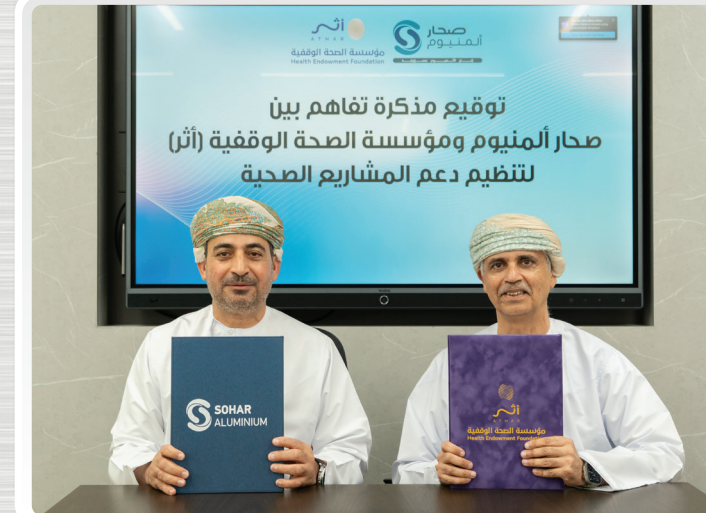 أثر
ATHAR
مؤسسة الصحة الوقفية
Health Endowment Foundation
صحار
ألمنيوم
توقيع مذكرة تفاهم بين
صحار ألمنيوم ومؤسسة الصحة الوقفية (أثر)
لتنظيم دعم المشاريع الصحية
SOHAR
ALUMINIUM
أثر
ATHAR
مؤسسة الصحة الوقفية
Health Endowment Foundation